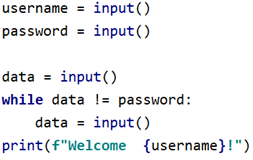 username = input()
password = input()

data = input()
while data != password:
    data = input()
print(f"Welcome  {username}!")